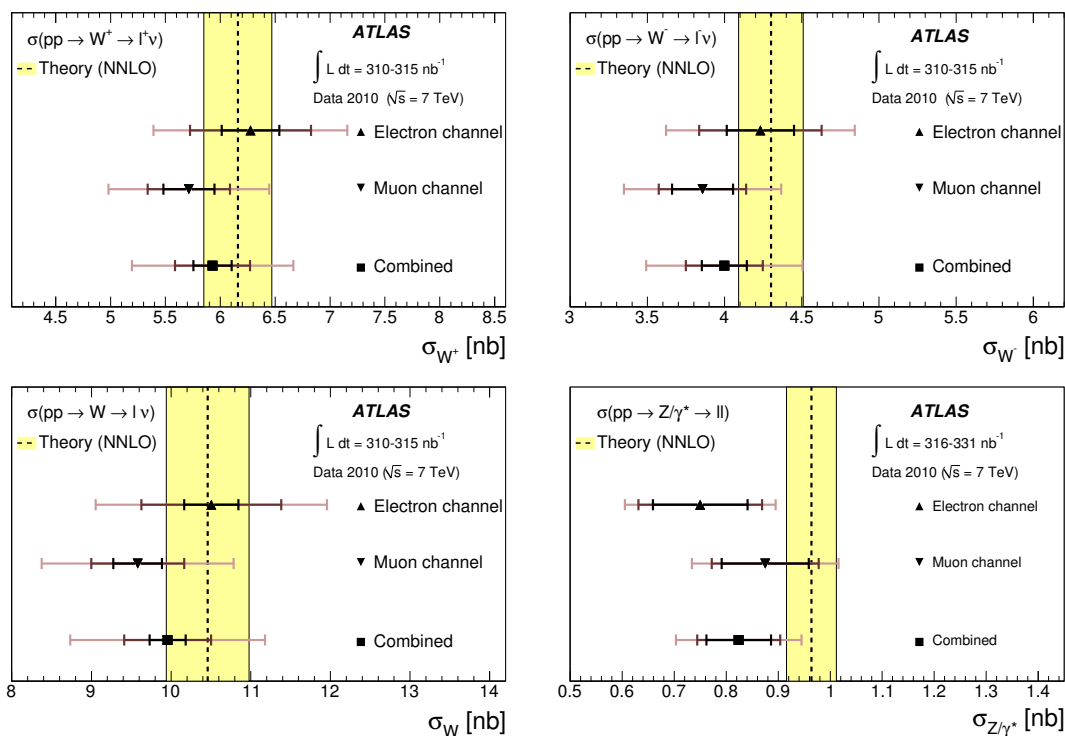 σ(pp → W⁺ → l⁺ν)
Theory (NNLO)
ATLAS
∫ L dt = 310-315 nb⁻¹
Data 2010 (√s = 7 TeV)
Electron channel
Muon channel
Combined
4.5 5 5.5 6 6.5 7 7.5 8 8.5
σ_W⁺ [nb]
σ(pp → W⁻ → l⁻ν)
Theory (NNLO)
ATLAS
∫ L dt = 310-315 nb⁻¹
Data 2010 (√s = 7 TeV)
Electron channel
Muon channel
Combined
3 3.5 4 4.5 5 5.5 6
σ_W⁻ [nb]
σ(pp → W → l ν)
Theory (NNLO)
ATLAS
∫ L dt = 310-315 nb⁻¹
Data 2010 (√s = 7 TeV)
Electron channel
Muon channel
Combined
8 9 10 11 12 13 14
σ_W [nb]
σ(pp → Z/γ* → ll)
Theory (NNLO)
ATLAS
∫ L dt = 316-331 nb⁻¹
Data 2010 (√s = 7 TeV)
Electron channel
Muon channel
Combined
0.5 0.6 0.7 0.8 0.9 1 1.1 1.2 1.3 1.4
σ_Z/γ* [nb]